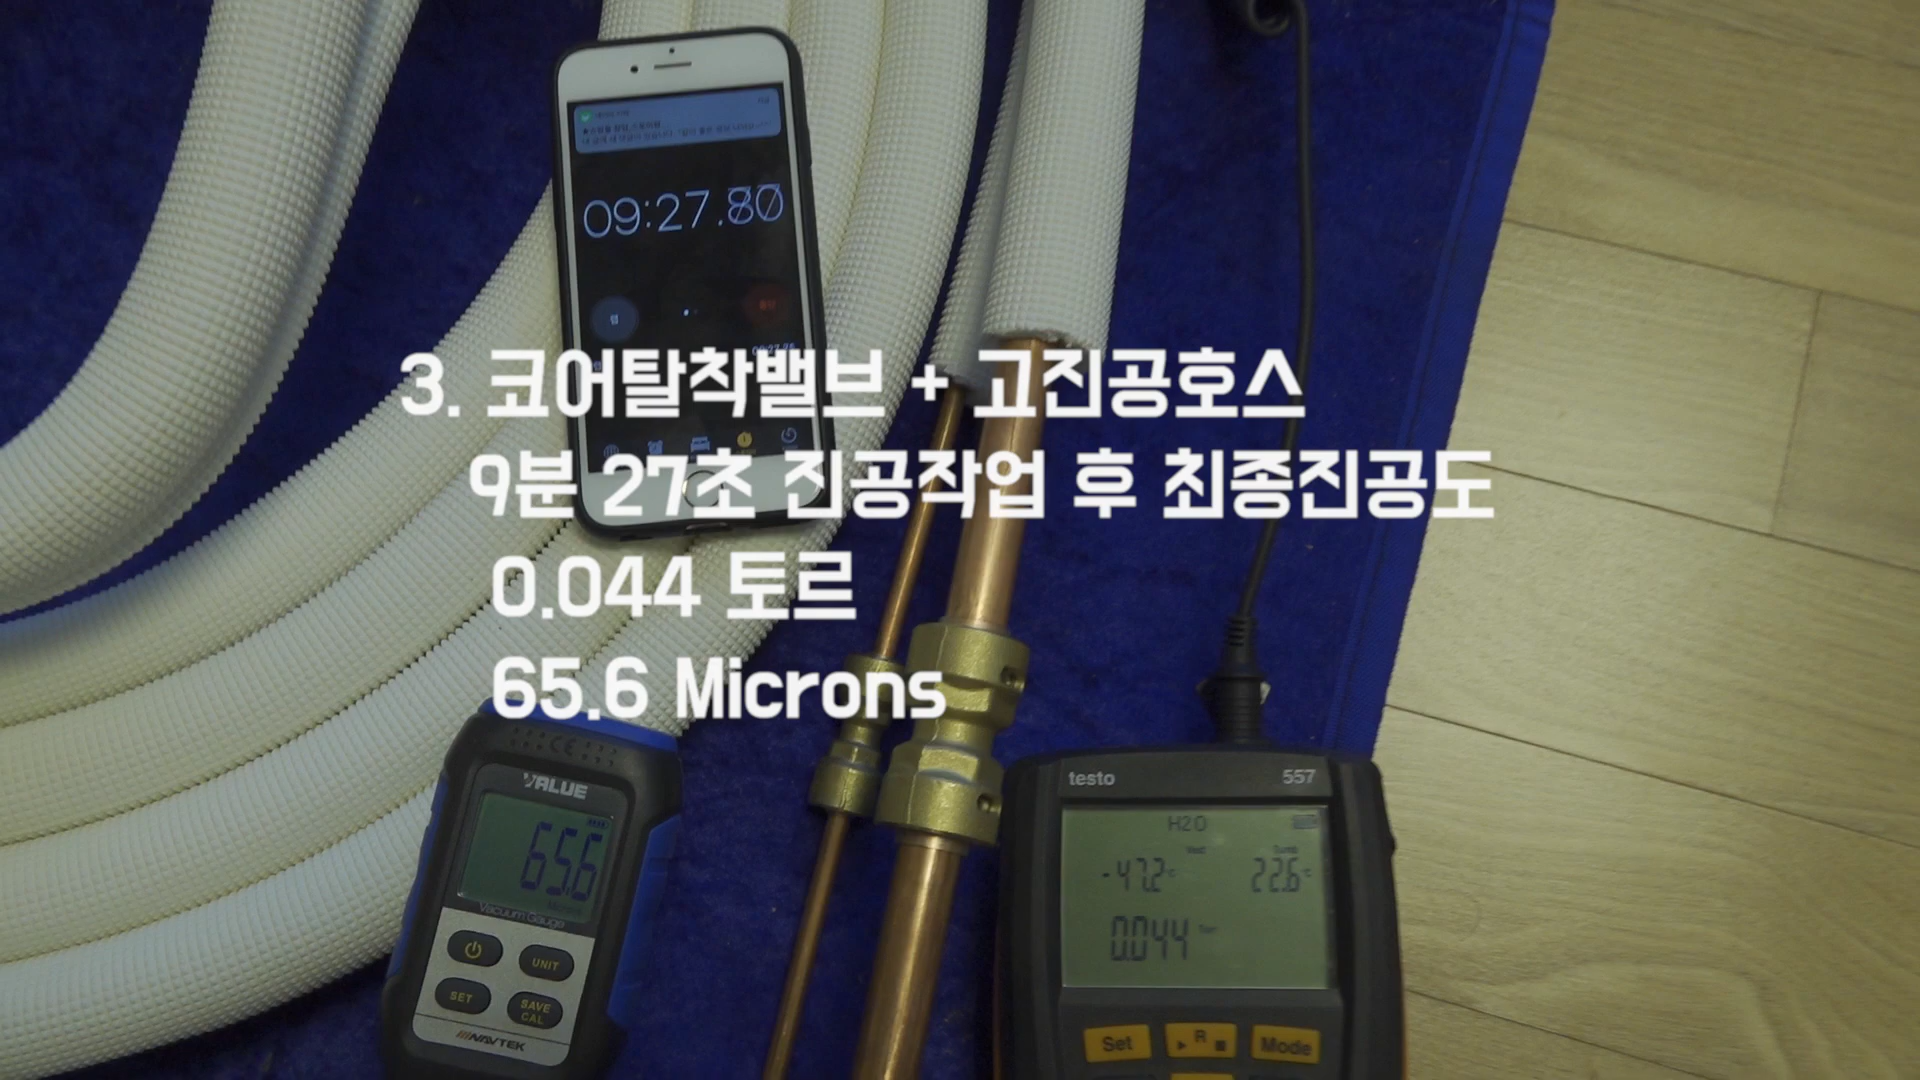 09:27.80
랩
3. 코어탈착밸브 + 고진공호스
9분 27초 진공작업 후 최종진공도
0.044 토르
65.6 Microns
VALUE
65.6
Microns
Vacuum Gauge
UNIT
SET
SAVE
CAL
NAVTEK
testo 557
H2O
-47.2 °C 22.6 °C
0.044
Set R Mode